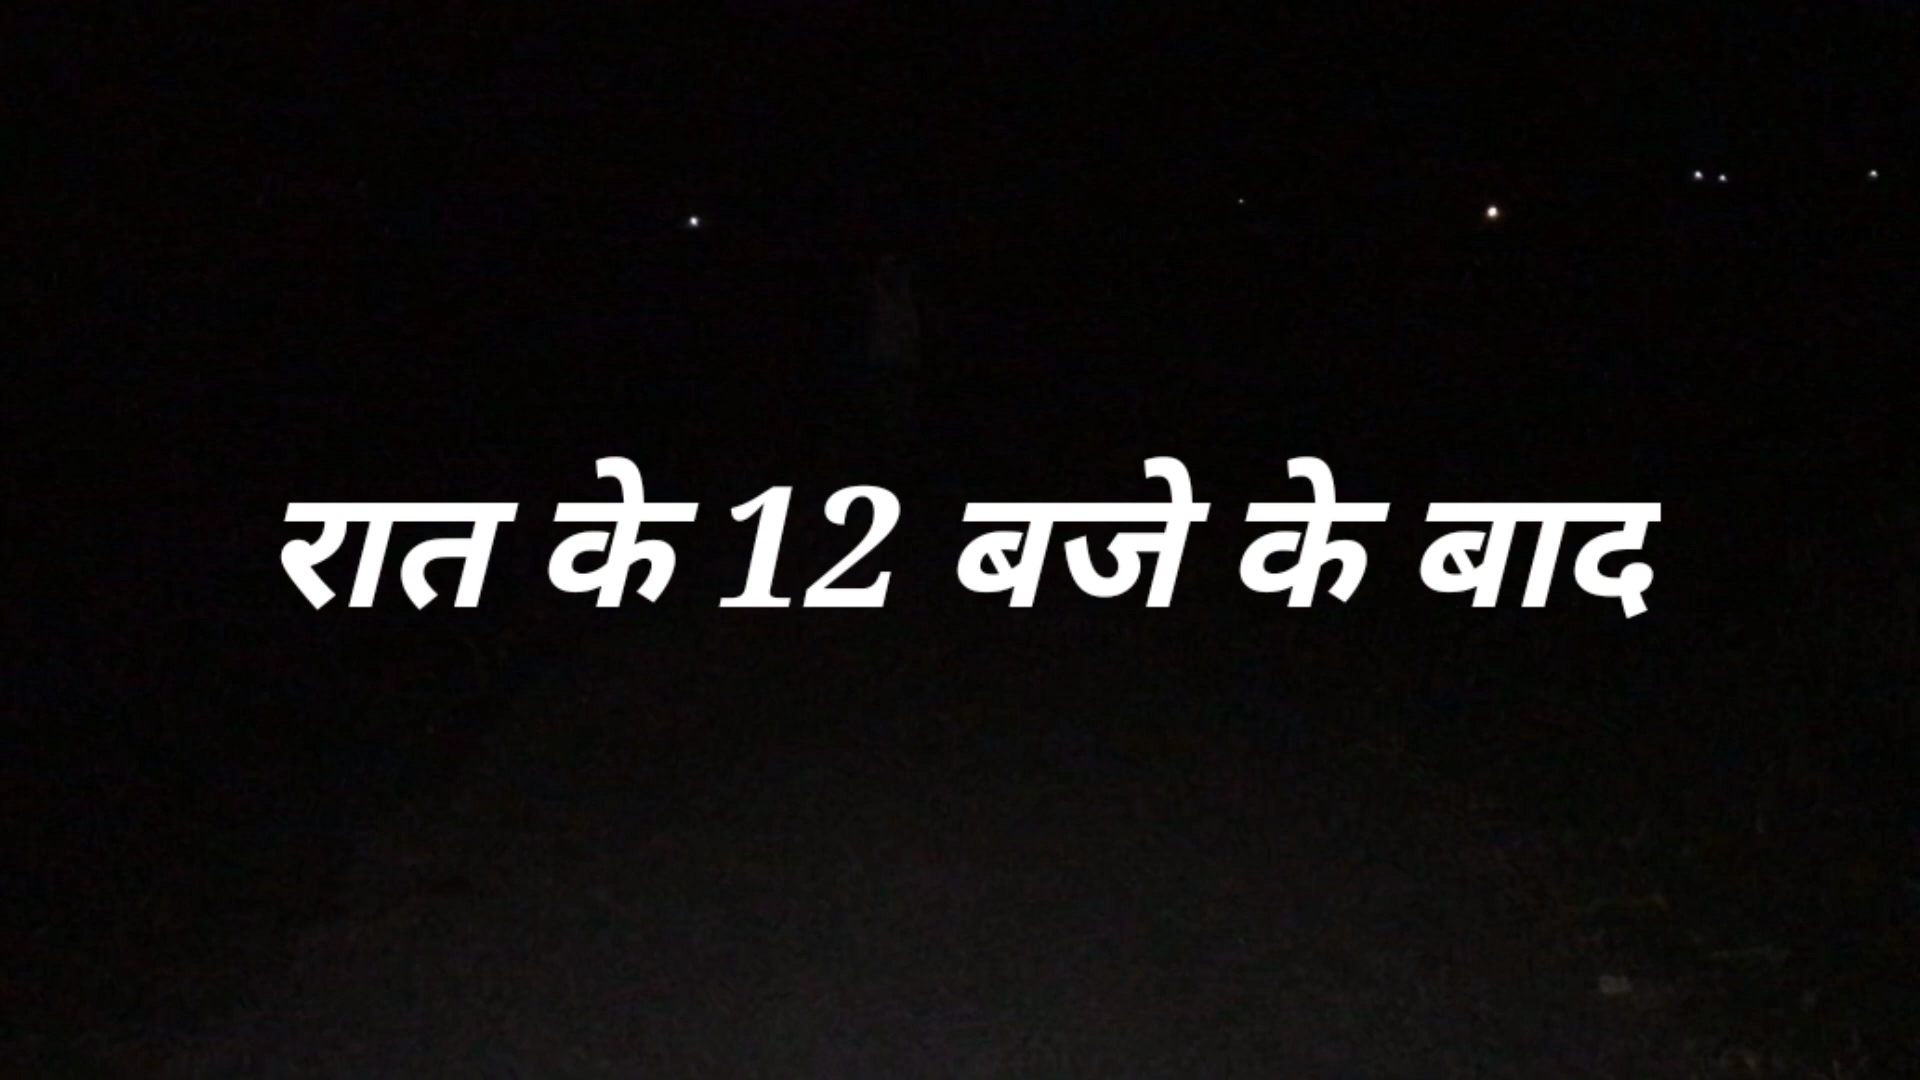 रात के 12 बजे के बाद